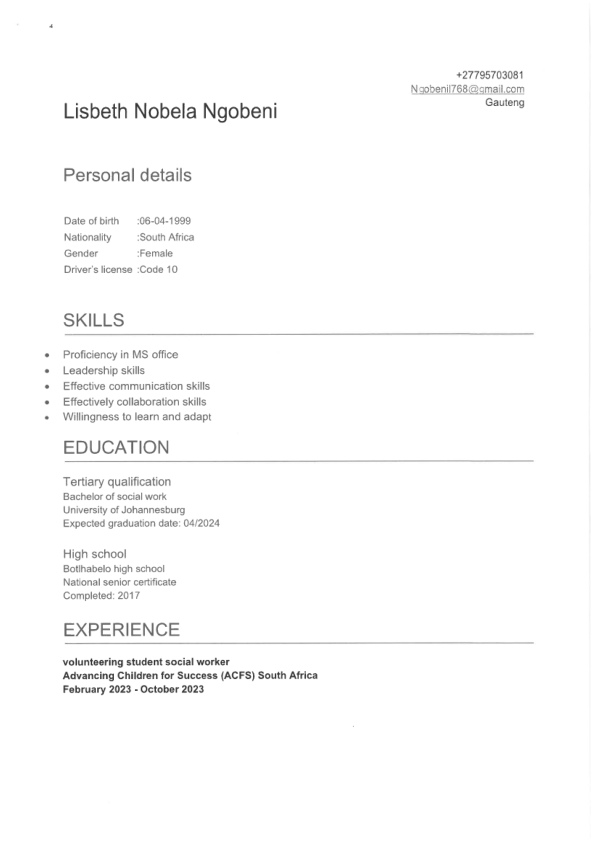 +27795703081
Ngobenil768@gmail.com
Gauteng
Lisbeth Nobela Ngobeni
Personal details
Date of birth :06-04-1999
Nationality :South Africa
Gender :Female
Driver's license :Code 10
SKILLS
• Proficiency in MS office
• Leadership skills
• Effective communication skills
• Effectively collaboration skills
• Willingness to learn and adapt
EDUCATION
Tertiary qualification
Bachelor of social work
University of Johannesburg
Expected graduation date: 04/2024
High school
Botlhabelo high school
National senior certificate
Completed: 2017
EXPERIENCE
volunteering student social worker
Advancing Children for Success (ACFS) South Africa
February 2023 - October 2023